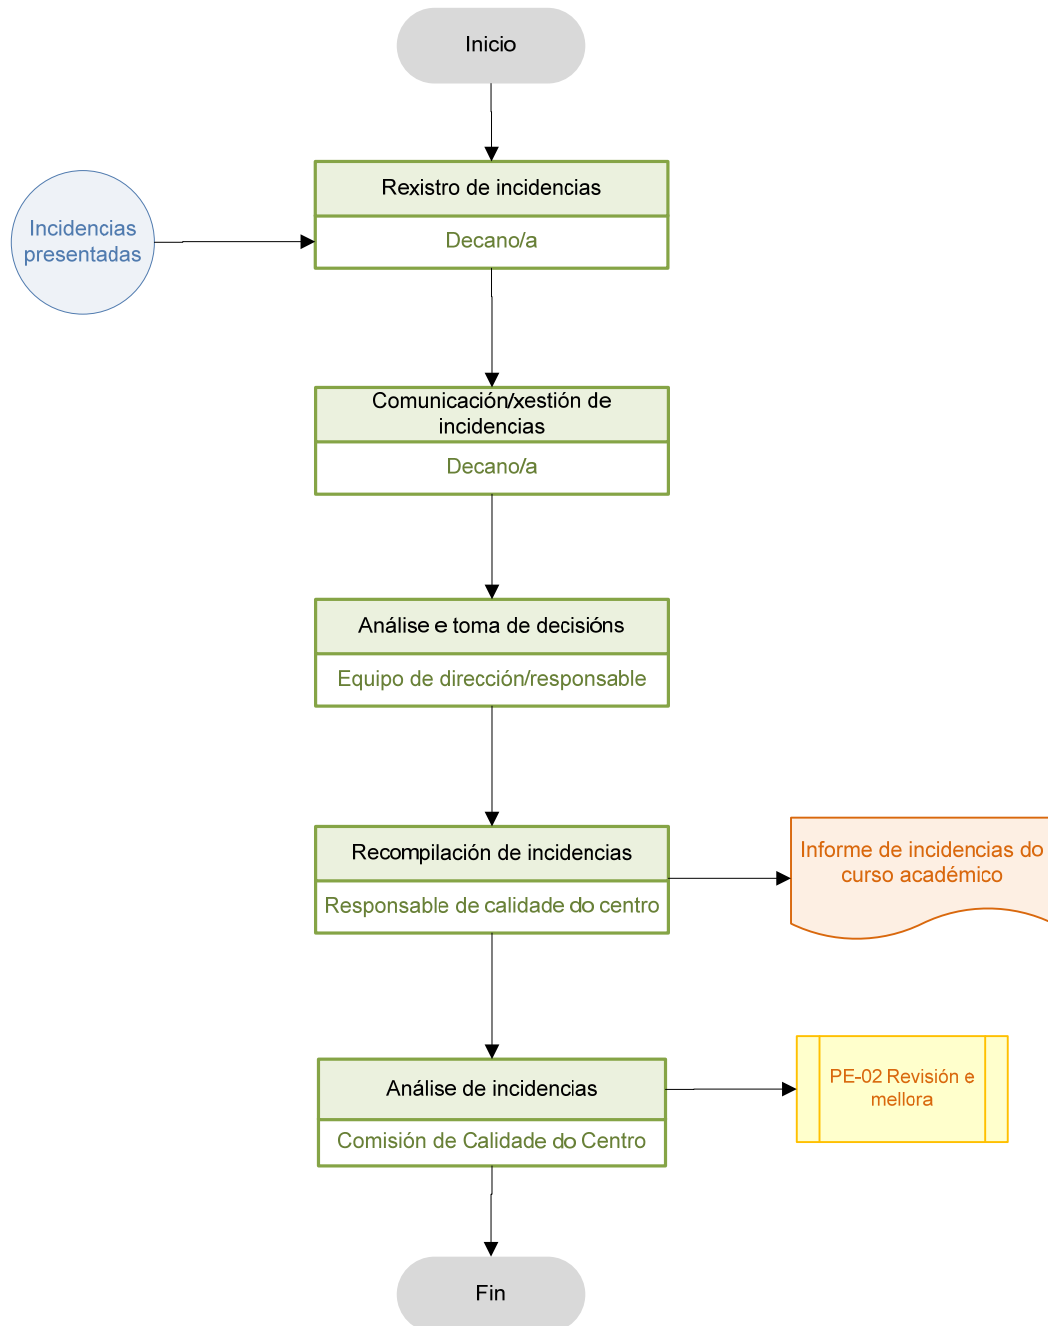 Inicio
Rexistro de incidencias
Incidencias
presentadas
Decano/a
Comunicación/xestión de
incidencias
Decano/a
Análise e toma de decisións
Equipo de dirección/responsable
Recompilación de incidencias
Responsable de calidade do centro
Informe de incidencias do
curso académico
Análise de incidencias
Comisión de Calidade do Centro
PE-02 Revisión e
mellora
Fin